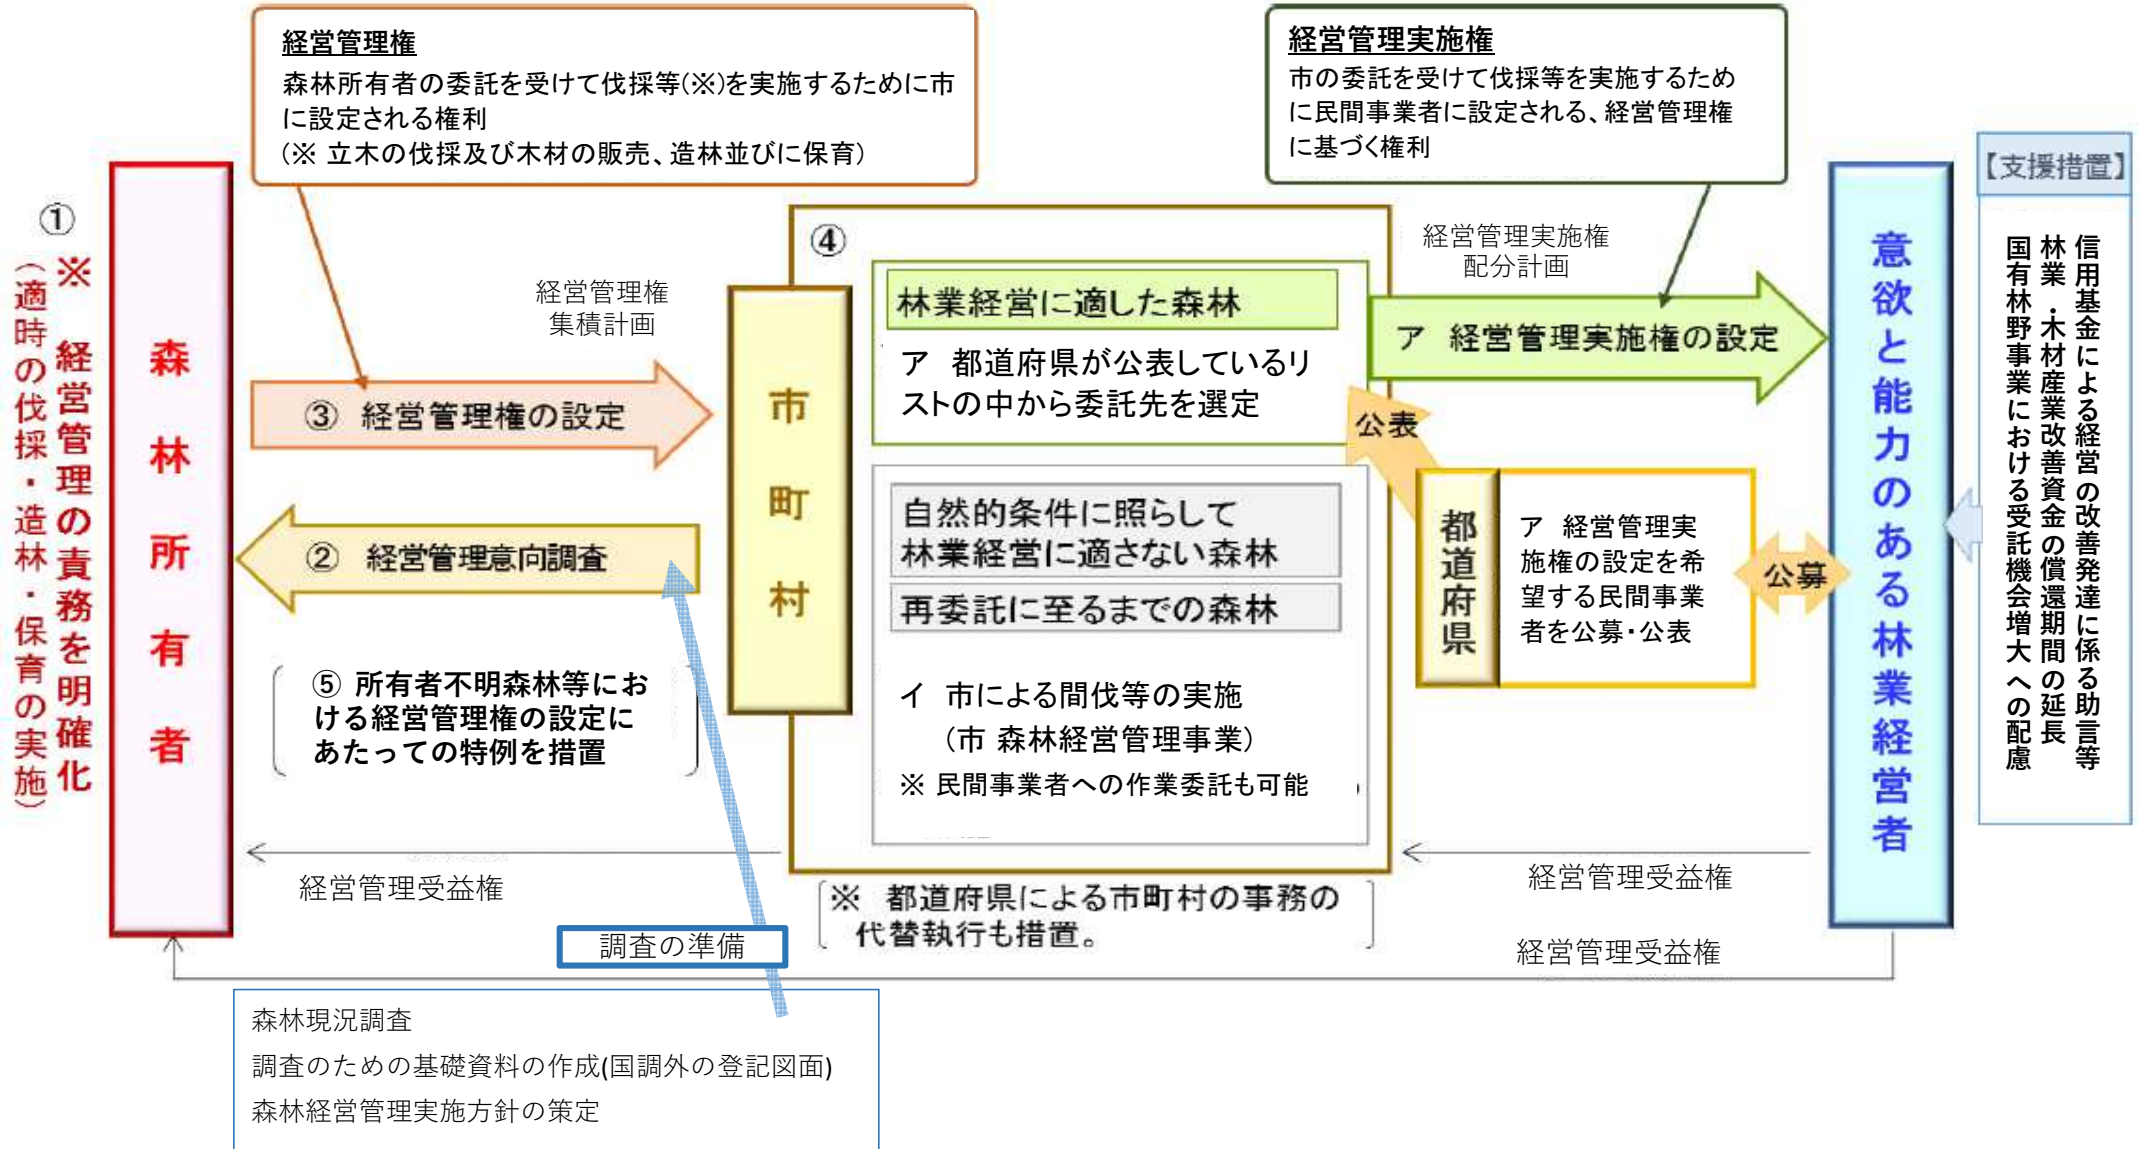 経営管理権
森林所有者の委託を受けて伐採等(※)を実施するために市
に設定される権利
(※ 立木の伐採及び木材の販売、造林並びに保育)
経営管理実施権
市の委託を受けて伐採等を実施するため
に民間事業者に設定される、経営管理権
に基づく権利
【支援措置】
信用基金による経営の改善発達に係る助言等
林業・木材産業改善資金の償還期間の延長
国有林野事業における受託機会増大への配慮
①
※ 経営管理の責務を明確化
(適時の伐採・造林・保育の実施)
森林所有者
経営管理権
集積計画
③ 経営管理権の設定
② 経営管理意向調査
⑤ 所有者不明森林等にお
ける経営管理権の設定に
あたっての特例を措置
市町村
④
林業経営に適した森林
ア 都道府県が公表しているリ
ストの中から委託先を選定
自然的条件に照らして
林業経営に適さない森林
再委託に至るまでの森林
イ 市による間伐等の実施
(市 森林経営管理事業)
※ 民間事業者への作業委託も可能
経営管理実施権
配分計画
ア 経営管理実施権の設定
公表
都道府県
ア 経営管理実
施権の設定を希
望する民間事業
者を公募・公表
公募
意欲と能力のある林業経営者
経営管理受益権
経営管理受益権
※ 都道府県による市町村の事務の
代替執行も措置。
経営管理受益権
調査の準備
森林現況調査
調査のための基礎資料の作成(国調外の登記図面)
森林経営管理実施方針の策定